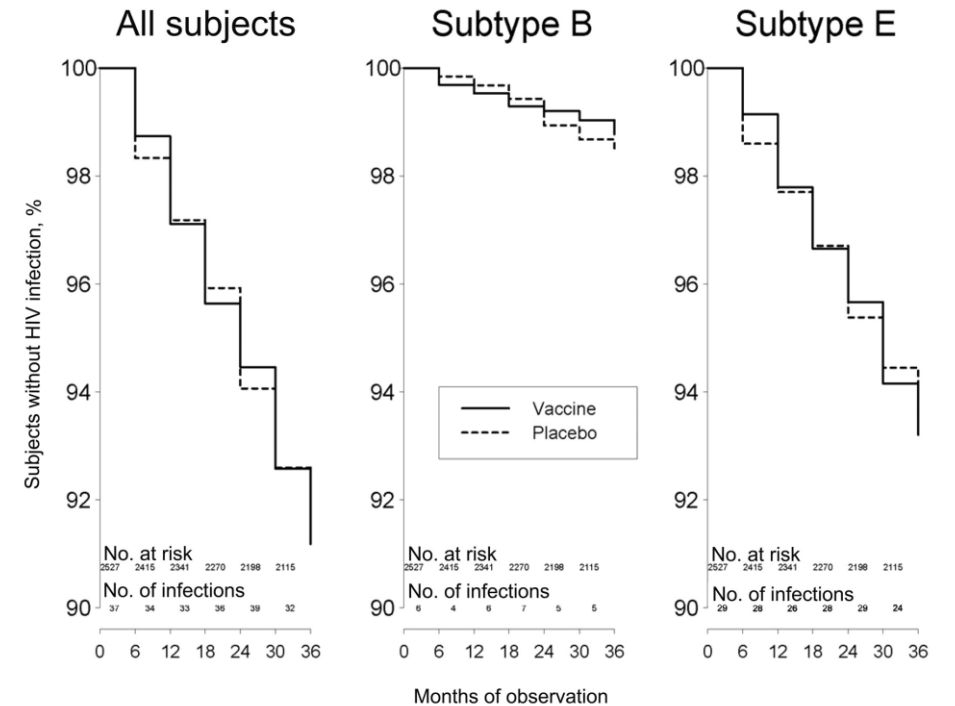 All subjects
Subtype B
Subtype E
Subjects without HIV infection, %
100
98
96
94
92
90
No. at risk
2527 2415 2341 2270 2198 2115
No. of infections
37 34 33 36 39 32
0 6 12 18 24 30 36
100
98
96
94
92
90
Vaccine
Placebo
No. at risk
2527 2415 2341 2270 2198 2115
No. of infections
6 4 6 7 5 5
0 6 12 18 24 30 36
100
98
96
94
92
90
No. at risk
2527 2415 2341 2270 2198 2115
No. of infections
29 28 26 28 29 24
0 6 12 18 24 30 36
Months of observation